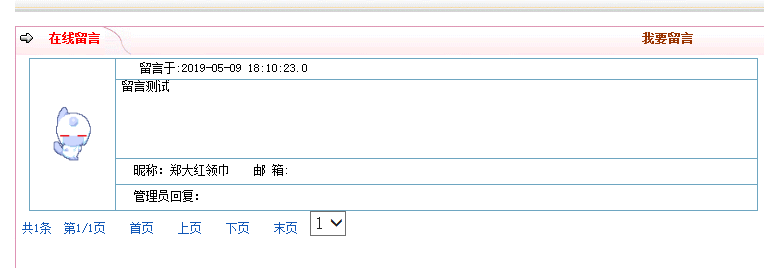 在线留言 我要留言
留言于:2019-05-09 18:10:23.0
留言测试
昵称：郑大红领巾 邮 箱:
管理员回复：
共1条 第1/1页 首页 上页 下页 末页 1